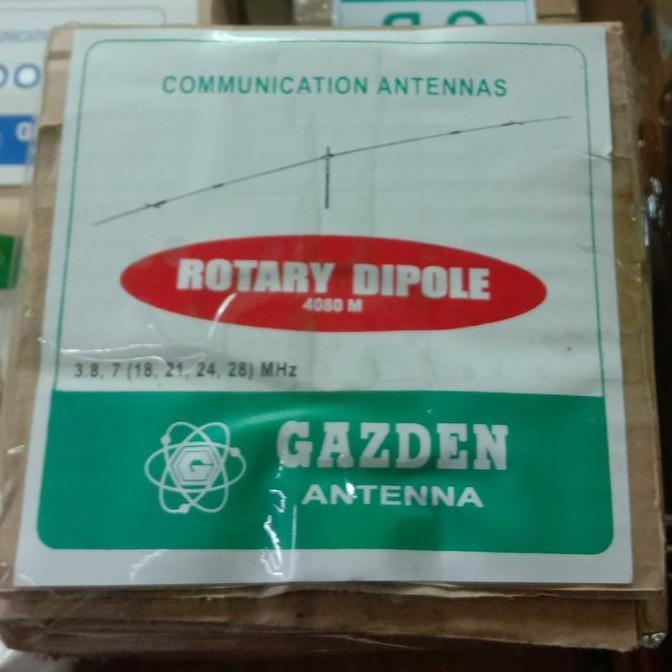 COMMUNICATION ANTENNAS
ROTARY DIPOLE
4080 M
3.8, 7 (18, 21, 24, 28) MHz
G
GAZDEN
ANTENNA